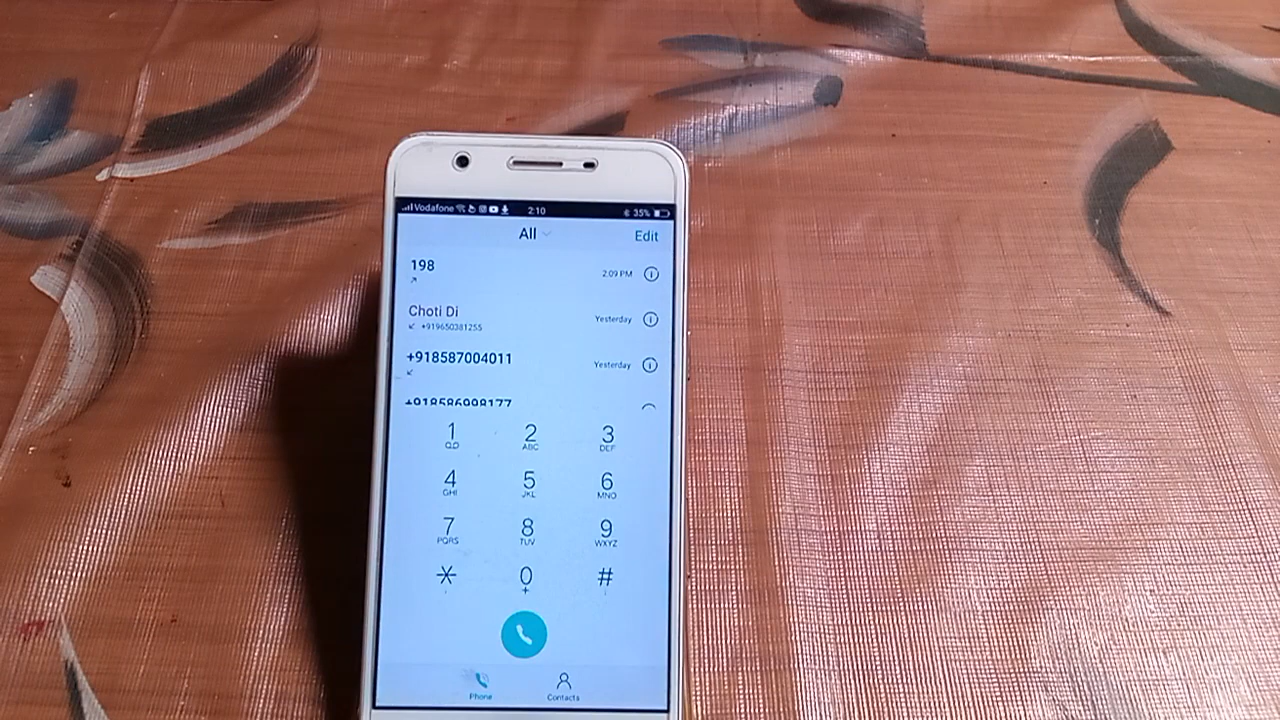 Vodafone 2:10 35%
All Edit
198 2:09 PM
Choti Di Yesterday
+919650381255
+918587004011 Yesterday
+918586998177
1 2 3
ABC DEF
4 5 6
GHI JKL MNO
7 8 9
PQRS TUV WXYZ
* 0 #
+
Phone Contacts